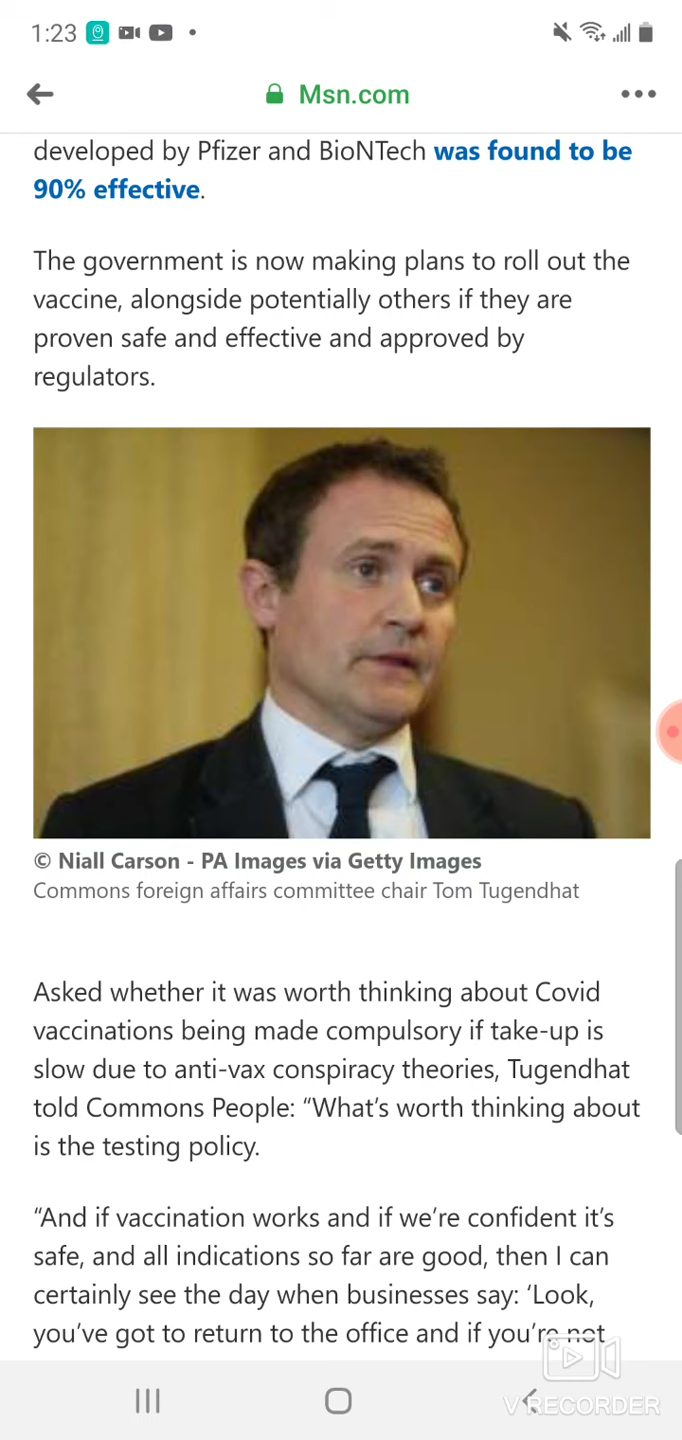 1:23
Msn.com
developed by Pfizer and BioNTech was found to be
90% effective.
The government is now making plans to roll out the
vaccine, alongside potentially others if they are
proven safe and effective and approved by
regulators.
© Niall Carson - PA Images via Getty Images
Commons foreign affairs committee chair Tom Tugendhat
Asked whether it was worth thinking about Covid
vaccinations being made compulsory if take-up is
slow due to anti-vax conspiracy theories, Tugendhat
told Commons People: “What’s worth thinking about
is the testing policy.
“And if vaccination works and if we’re confident it’s
safe, and all indications so far are good, then I can
certainly see the day when businesses say: ‘Look,
you’ve got to return to the office and if you’re not
V RECORDER